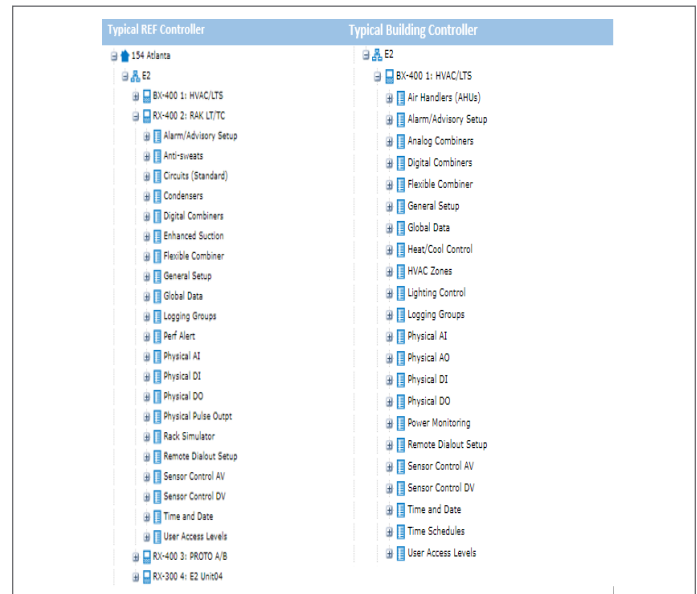 Typical REF Controller
154 Atlanta
E2
BX-400 1: HVAC/LTS
RX-400 2: RAK LT/TC
Alarm/Advisory Setup
Anti-sweats
Circuits (Standard)
Condensers
Digital Combiners
Enhanced Suction
Flexible Combiner
General Setup
Global Data
Logging Groups
Perf Alert
Physical AI
Physical DI
Physical DO
Physical Pulse Outpt
Rack Simulator
Remote Dialout Setup
Sensor Control AV
Sensor Control DV
Time and Date
User Access Levels
RX-400 3: PROTO A/B
RX-300 4: E2 Unit04
Typical Building Controller
E2
BX-400 1: HVAC/LTS
Air Handlers (AHUs)
Alarm/Advisory Setup
Analog Combiners
Digital Combiners
Flexible Combiner
General Setup
Global Data
Heat/Cool Control
HVAC Zones
Lighting Control
Logging Groups
Physical AI
Physical AO
Physical DI
Physical DO
Power Monitoring
Remote Dialout Setup
Sensor Control AV
Sensor Control DV
Time and Date
Time Schedules
User Access Levels